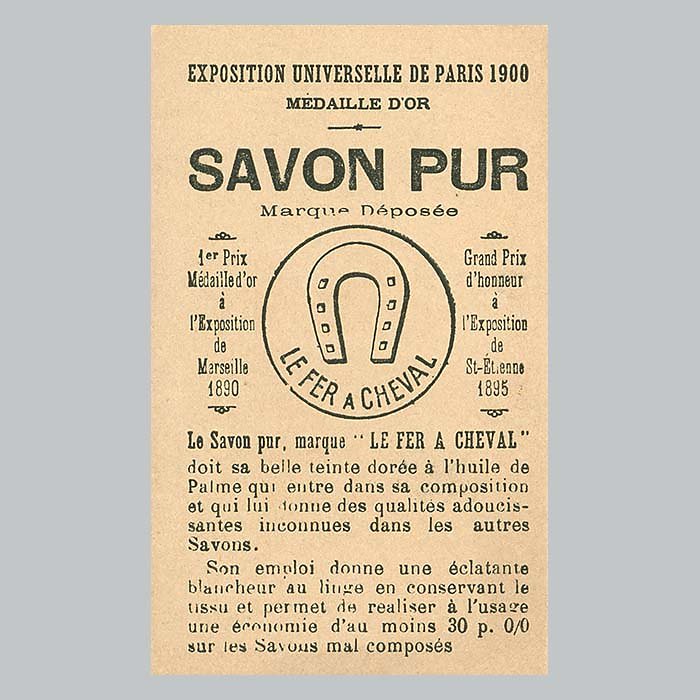 EXPOSITION UNIVERSELLE DE PARIS 1900
MÉDAILLE D'OR
SAVON PUR
Marque Déposée
1er Prix
Médaille d'or
à
l'Exposition
de
Marseille
1890
LE FER A CHEVAL
Grand Prix
d'honneur
à
l'Exposition
de
St-Étienne
1895
Le Savon pur, marque "LE FER A CHEVAL"
doit sa belle teinte dorée à l'huile de
Palme qui entre dans sa composition
et qui lui donne des qualités adoucis-
santes inconnues dans les autres
Savons.
Son emploi donne une éclatante
blancheur au linge en conservant le
tissu et permet de realiser à l'usage
une économie d'au moins 30 p. 0/0
sur les Savons mal composés